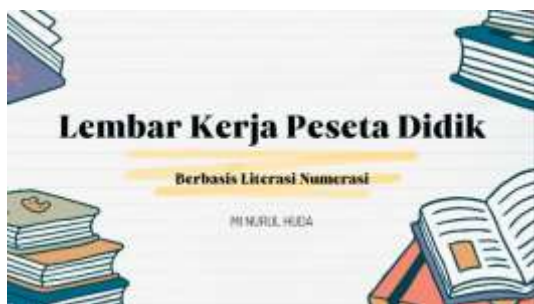 Lembar Kerja Peseta Didik
Berbasis Literasi Numerasi
MI NURUL HUDA